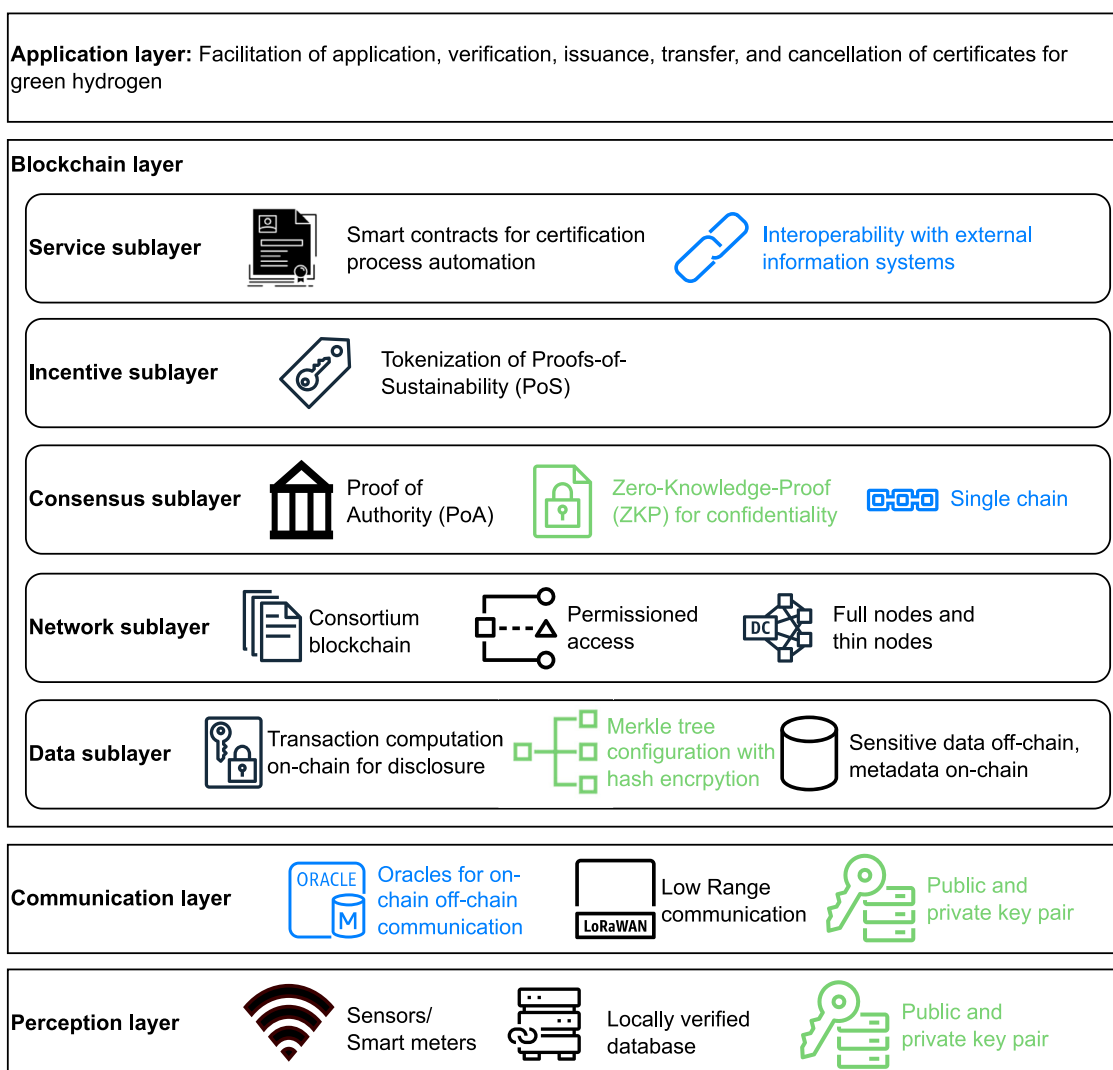 Application layer: Facilitation of application, verification, issuance, transfer, and cancellation of certificates for
green hydrogen
Blockchain layer
Service sublayer
Smart contracts for certification
process automation
Interoperability with external
information systems
Incentive sublayer
Tokenization of Proofs-of-
Sustainability (PoS)
Consensus sublayer
Proof of
Authority (PoA)
Zero-Knowledge-Proof
(ZKP) for confidentiality
Single chain
Network sublayer
Consortium
blockchain
Permissioned
access
DC
Full nodes and
thin nodes
Data sublayer
Transaction computation
on-chain for disclosure
Merkle tree
configuration with
hash encrpytion
Sensitive data off-chain,
metadata on-chain
Communication layer
ORACLE
M
Oracles for on-
chain off-chain
communication
LoRaWAN
Low Range
communication
Public and
private key pair
Perception layer
Sensors/
Smart meters
Locally verified
database
Public and
private key pair